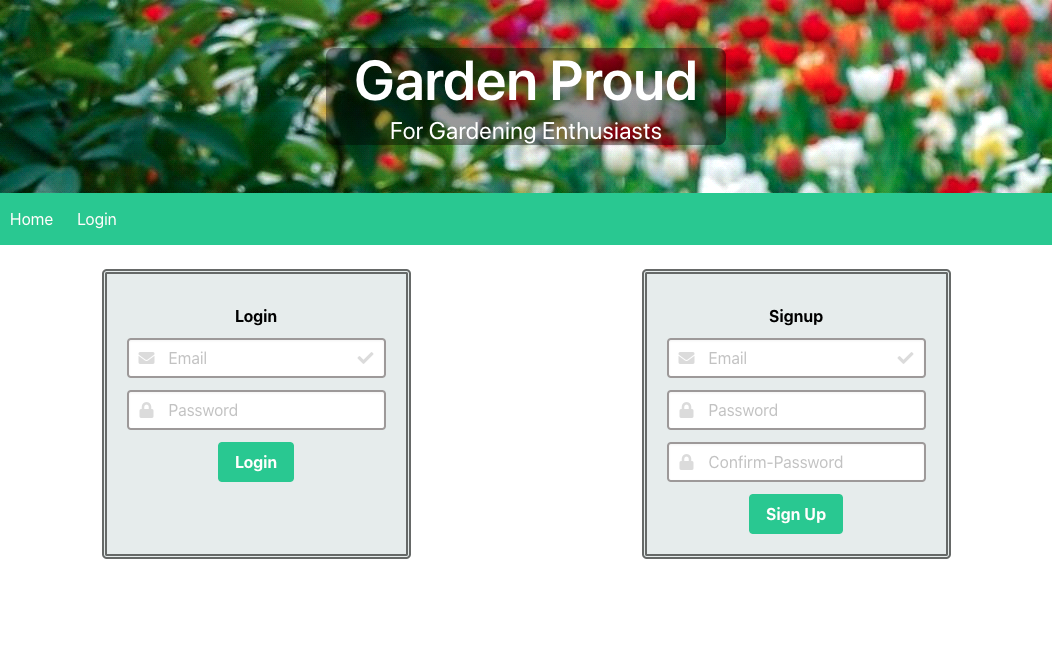 Garden Proud
For Gardening Enthusiasts
Home Login
Login
Email
Password
Login
Signup
Email
Password
Confirm-Password
Sign Up